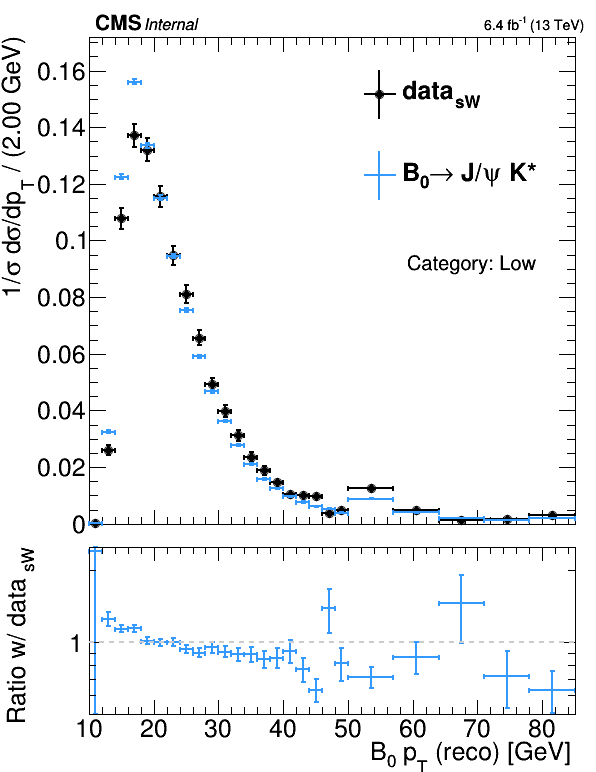 CMS Internal
6.4 fb⁻¹ (13 TeV)
1/σ dσ/dp_T / (2.00 GeV)
0.16
0.14
0.12
0.1
0.08
0.06
0.04
0.02
0
data_sW
B₀→ J/ψ K*
Category: Low
Ratio w/ data_sW
1
10 20 30 40 50 60 70 80
B₀ p_T (reco) [GeV]